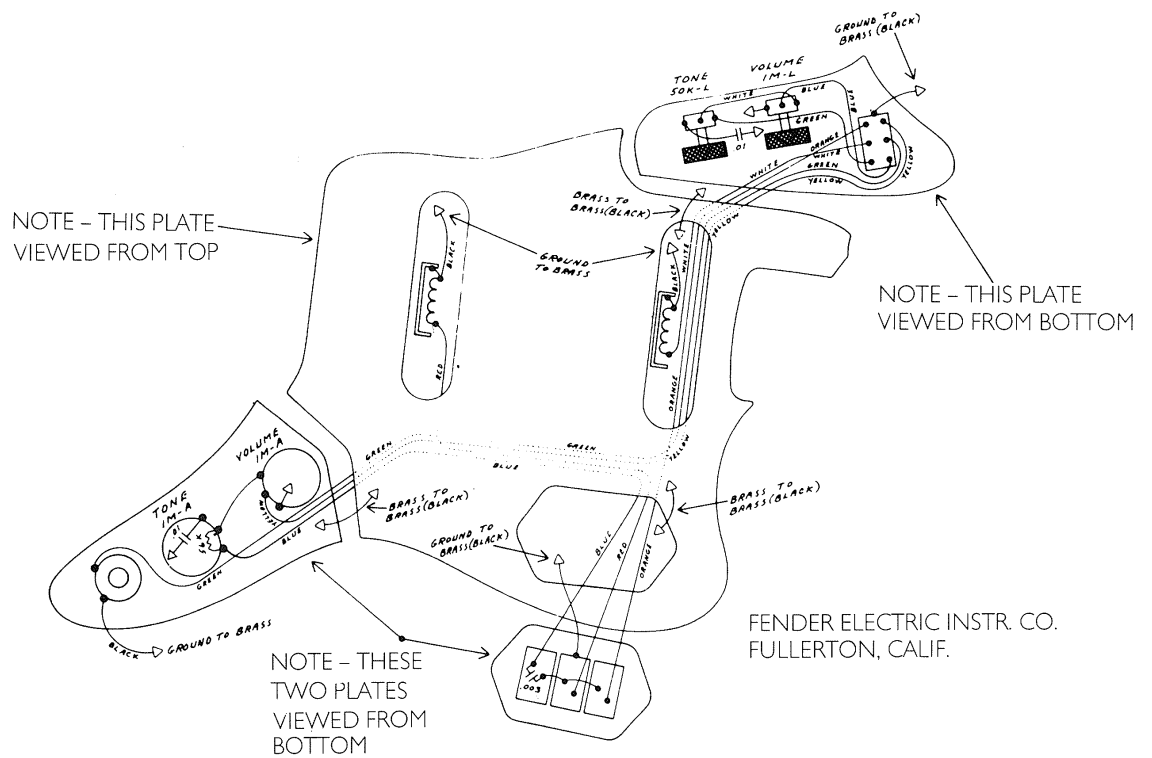 GROUND TO
BRASS (BLACK)
VOLUME
1M-L
TONE
50K-L
WHITE
BLUE
BLUE
GREEN
.01
ORANGE
WHITE
WHITE
GREEN
YELLOW
YELLOW
BRASS TO
BRASS(BLACK)
YELLOW
NOTE – THIS PLATE
VIEWED FROM TOP
BLACK
GROUND
TO BRASS
WHITE
BLACK
NOTE – THIS PLATE
VIEWED FROM BOTTOM
RED
ORANGE
VOLUME
1M-A
GREEN
GREEN
YELLOW
BLUE
TONE
1M-A
.01
YELLOW
BLUE
BRASS TO
BRASS(BLACK)
BRASS TO
BRASS(BLACK)
GROUND TO
BRASS(BLACK)
BLUE
RED
ORANGE
GREEN
BLACK
GROUND TO BRASS
FENDER ELECTRIC INSTR. CO.
FULLERTON, CALIF.
NOTE – THESE
TWO PLATES
VIEWED FROM
BOTTOM
.003